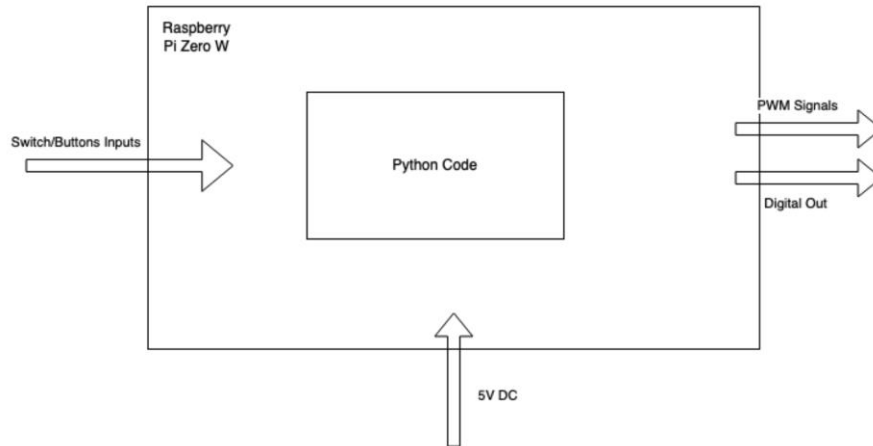 Raspberry
Pi Zero W
PWM Signals
Switch/Buttons Inputs
Python Code
Digital Out
5V DC